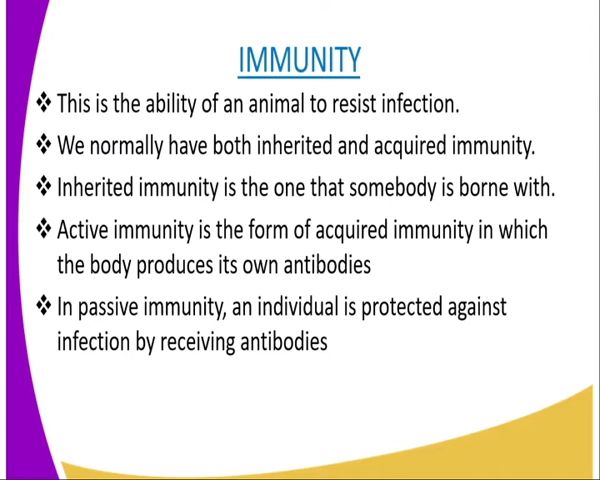 IMMUNITY
❖ This is the ability of an animal to resist infection.
❖ We normally have both inherited and acquired immunity.
❖ Inherited immunity is the one that somebody is borne with.
❖ Active immunity is the form of acquired immunity in which
the body produces its own antibodies
❖ In passive immunity, an individual is protected against
infection by receiving antibodies